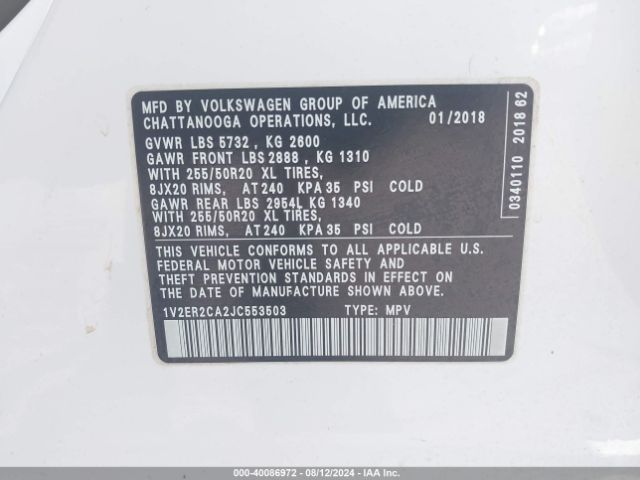 MFD BY VOLKSWAGEN GROUP OF AMERICA
CHATTANOOGA OPERATIONS, LLC. 01/2018
GVWR LBS 5732 , KG 2600
GAWR FRONT LBS 2888 , KG 1310
WITH 255/50R20 XL TIRES,
8JX20 RIMS, AT 240 KPA 35 PSI COLD
GAWR REAR LBS 2954L KG 1340
WITH 255/50R20 XL TIRES,
8JX20 RIMS, AT 240 KPA 35 PSI COLD
THIS VEHICLE CONFORMS TO ALL APPLICABLE U.S.
FEDERAL MOTOR VEHICLE SAFETY AND
THEFT PREVENTION STANDARDS IN EFFECT ON
THE DATE OF MANUFACTURE SHOWN ABOVE.
1V2ER2CA2JC553503 TYPE: MPV
0340110 2018 62
000-40086972 - 08/12/2024 - IAAI.COM